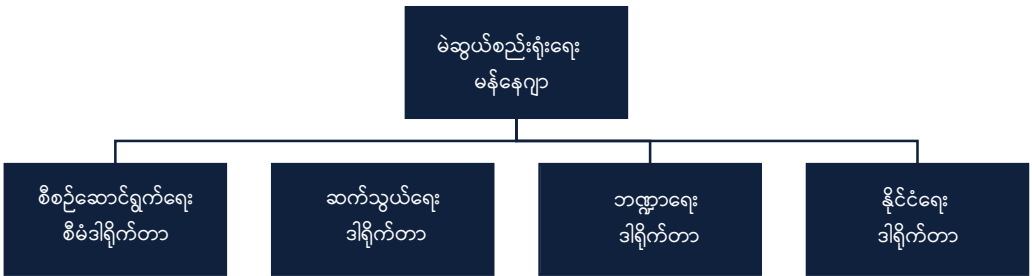 မဲဆွယ်စည်းရုံးရေး
မန်နေဂျာ
စီစဉ်ဆောင်ရွက်ရေး
စီမံဒါရိုက်တာ
ဆက်သွယ်ရေး
ဒါရိုက်တာ
ဘဏ္ဍာရေး
ဒါရိုက်တာ
နိုင်ငံရေး
ဒါရိုက်တာ